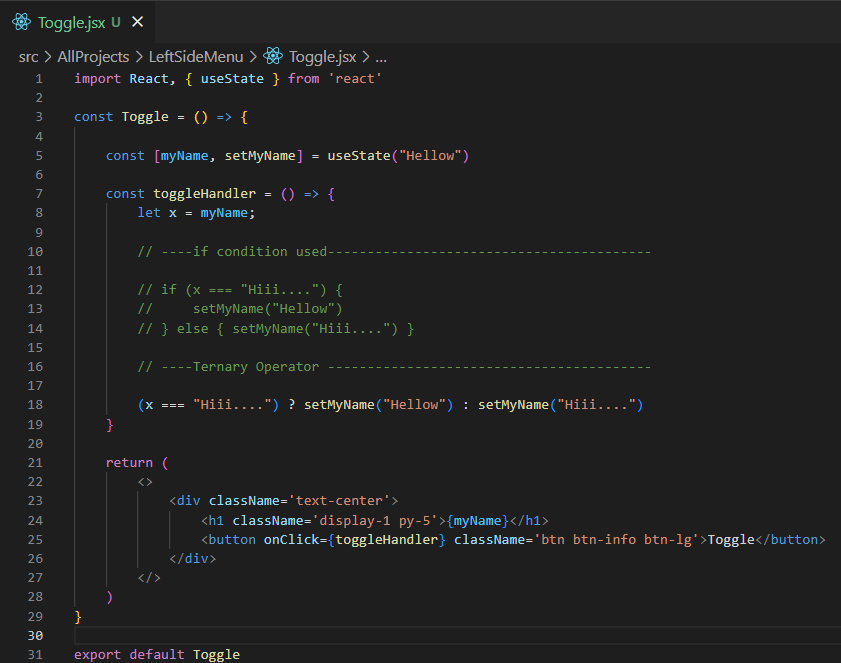 Toggle.jsx U ×
src > AllProjects > LeftSideMenu > Toggle.jsx > ...
1 import React, { useState } from 'react'
2
3 const Toggle = () => {
4
5     const [myName, setMyName] = useState("Hellow")
6
7     const toggleHandler = () => {
8         let x = myName;
9
10         // ----if condition used-----------------------------------------
11
12         // if (x === "Hiii....") {
13         //     setMyName("Hellow")
14         // } else { setMyName("Hiii....") }
15
16         // ----Ternary Operator -----------------------------------------
17
18         (x === "Hiii....") ? setMyName("Hellow") : setMyName("Hiii....")
19     }
20
21     return (
22         <>
23             <div className='text-center'>
24                 <h1 className='display-1 py-5'>{myName}</h1>
25                 <button onClick={toggleHandler} className='btn btn-info btn-lg'>Toggle</button>
26             </div>
27         </>
28     )
29 }
30
31 export default Toggle